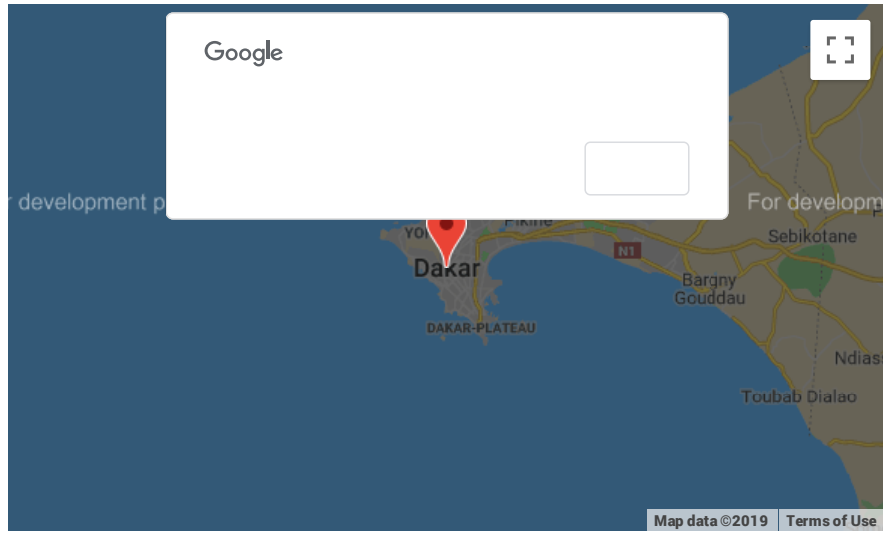 Google
r development p
For developm
YOF
Pikine
Sebikotane
N1
Dakar
Bargny
Gouddau
DAKAR-PLATEAU
Ndias
Toubab Dialao
Map data ©2019
Terms of Use